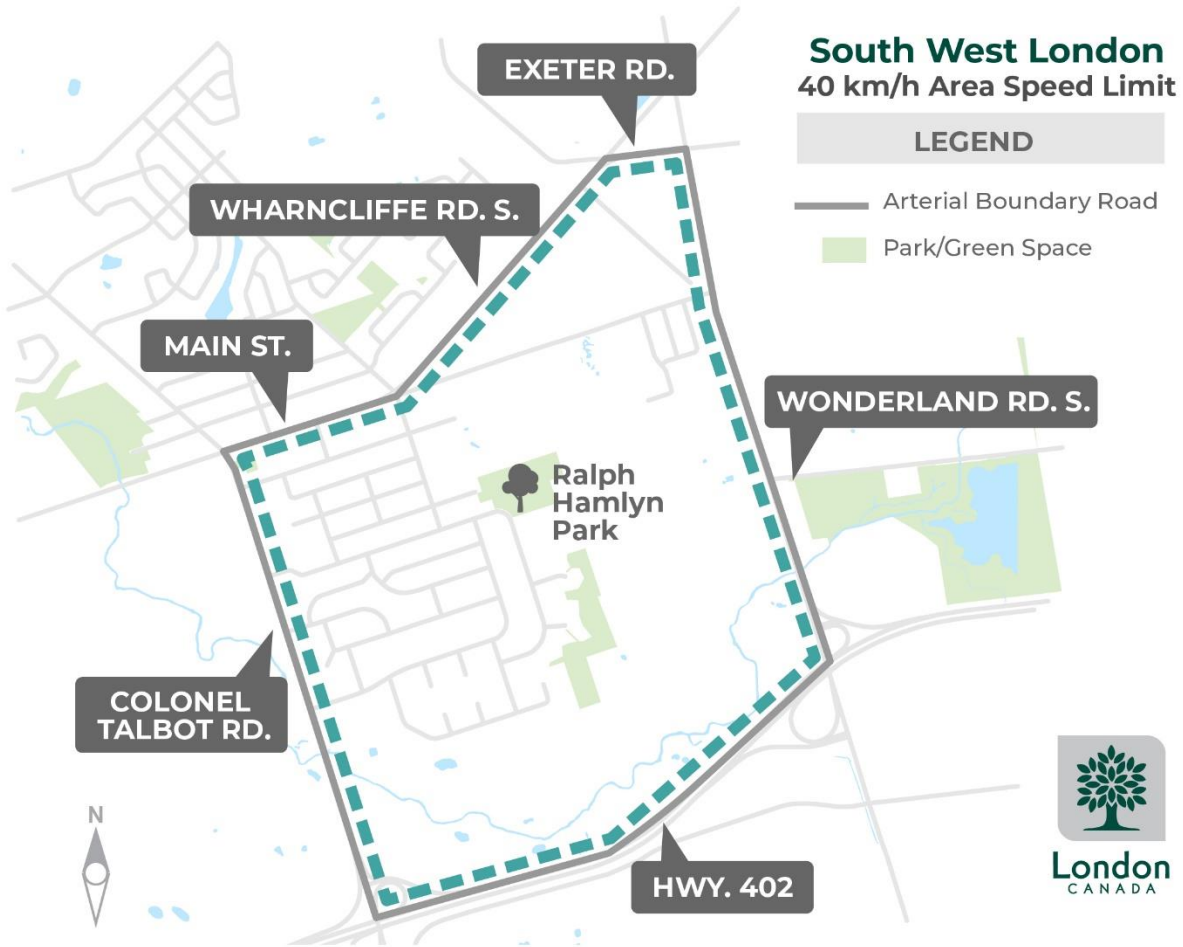 South West London
40 km/h Area Speed Limit
LEGEND
Arterial Boundary Road
Park/Green Space
EXETER RD.
WHARNCLIFFE RD. S.
MAIN ST.
WONDERLAND RD. S.
Ralph
Hamlyn
Park
COLONEL
TALBOT RD.
N
HWY. 402
London
CANADA